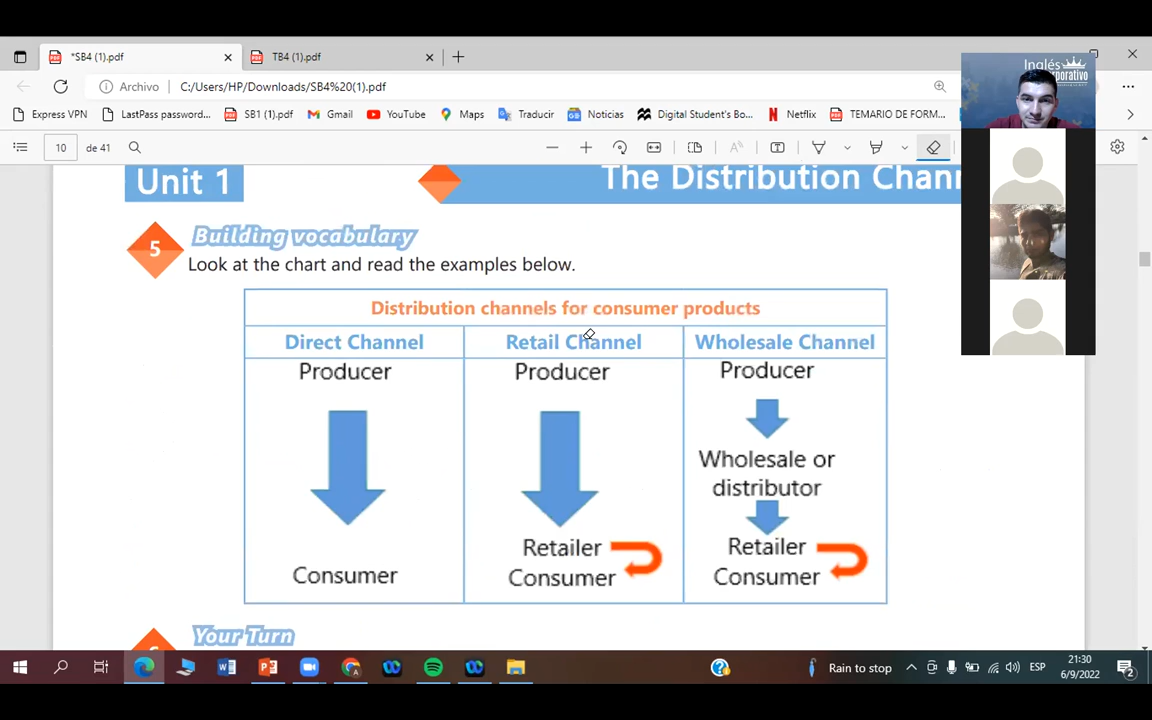 *SB4 (1).pdf
TB4 (1).pdf
Archivo C:/Users/HP/Downloads/SB4%20(1).pdf
Express VPN LastPass password... SB1 (1).pdf Gmail YouTube Maps Traducir Noticias Digital Student's Bo... Netflix TEMARIO DE FORM...
10 de 41
Inglés
Unit 1
The Distribution Chann
5
Building vocabulary
Look at the chart and read the examples below.
Distribution channels for consumer products
Direct Channel Retail Channel Wholesale Channel
Producer Producer Producer
Wholesale or
distributor
Retailer Retailer
Consumer Consumer Consumer
Your Turn
Rain to stop ESP 21:30
6/9/2022 2